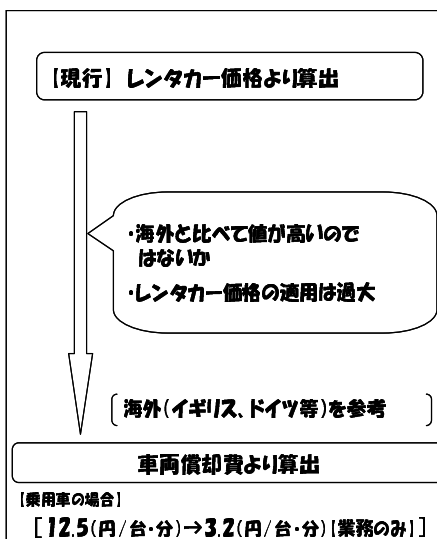 【現行】レンタカー価格より算出
・海外と比べて値が高いので
はないか
・レンタカー価格の適用は過大
〔海外(イギリス、ドイツ等)を参考〕
車両償却費より算出
【乗用車の場合】
[12.5(円/台・分)→3.2(円/台・分)【業務のみ】]